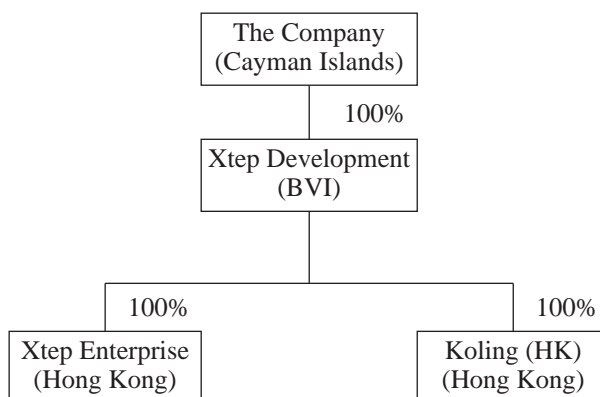 The Company
(Cayman Islands)
100%
Xtep Development
(BVI)
100%
100%
Xtep Enterprise
(Hong Kong)
Koling (HK)
(Hong Kong)